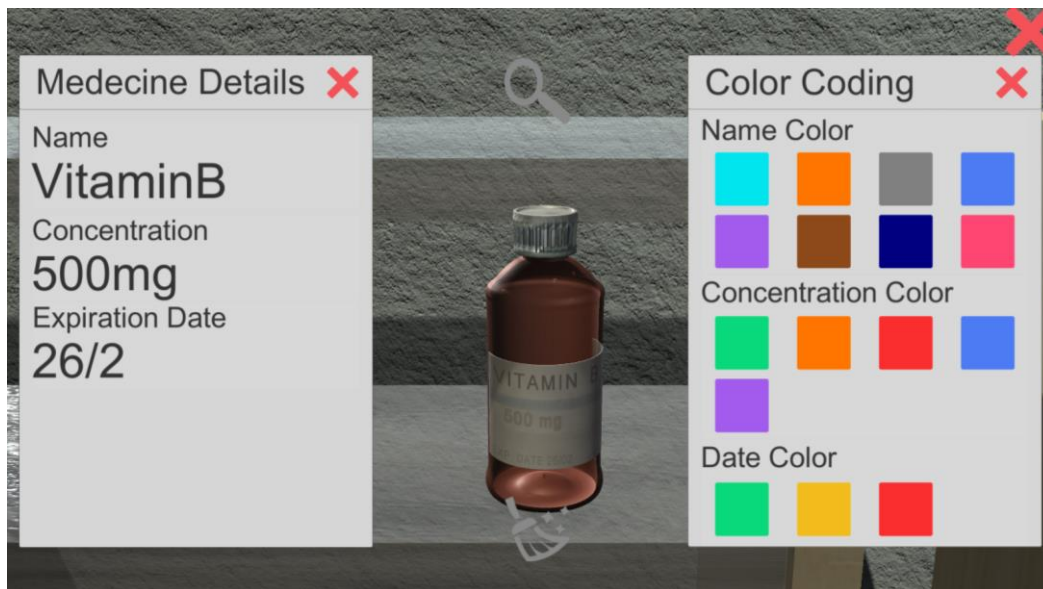 Medecine Details
Name
VitaminB
Concentration
500mg
Expiration Date
26/2
VITAMIN B
500 mg
Color Coding
Name Color
Concentration Color
Date Color